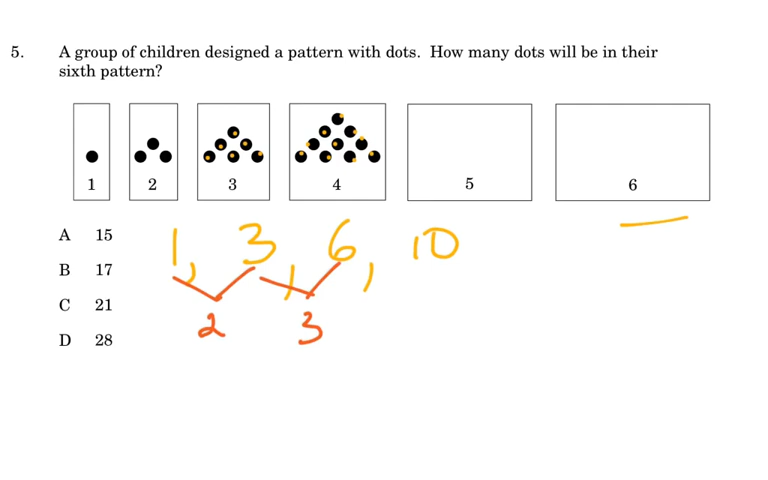 5. A group of children designed a pattern with dots. How many dots will be in their
sixth pattern?
1 2 3 4 5 6
A 15
B 17
C 21
D 28
1, 3, 6, 10
2 3